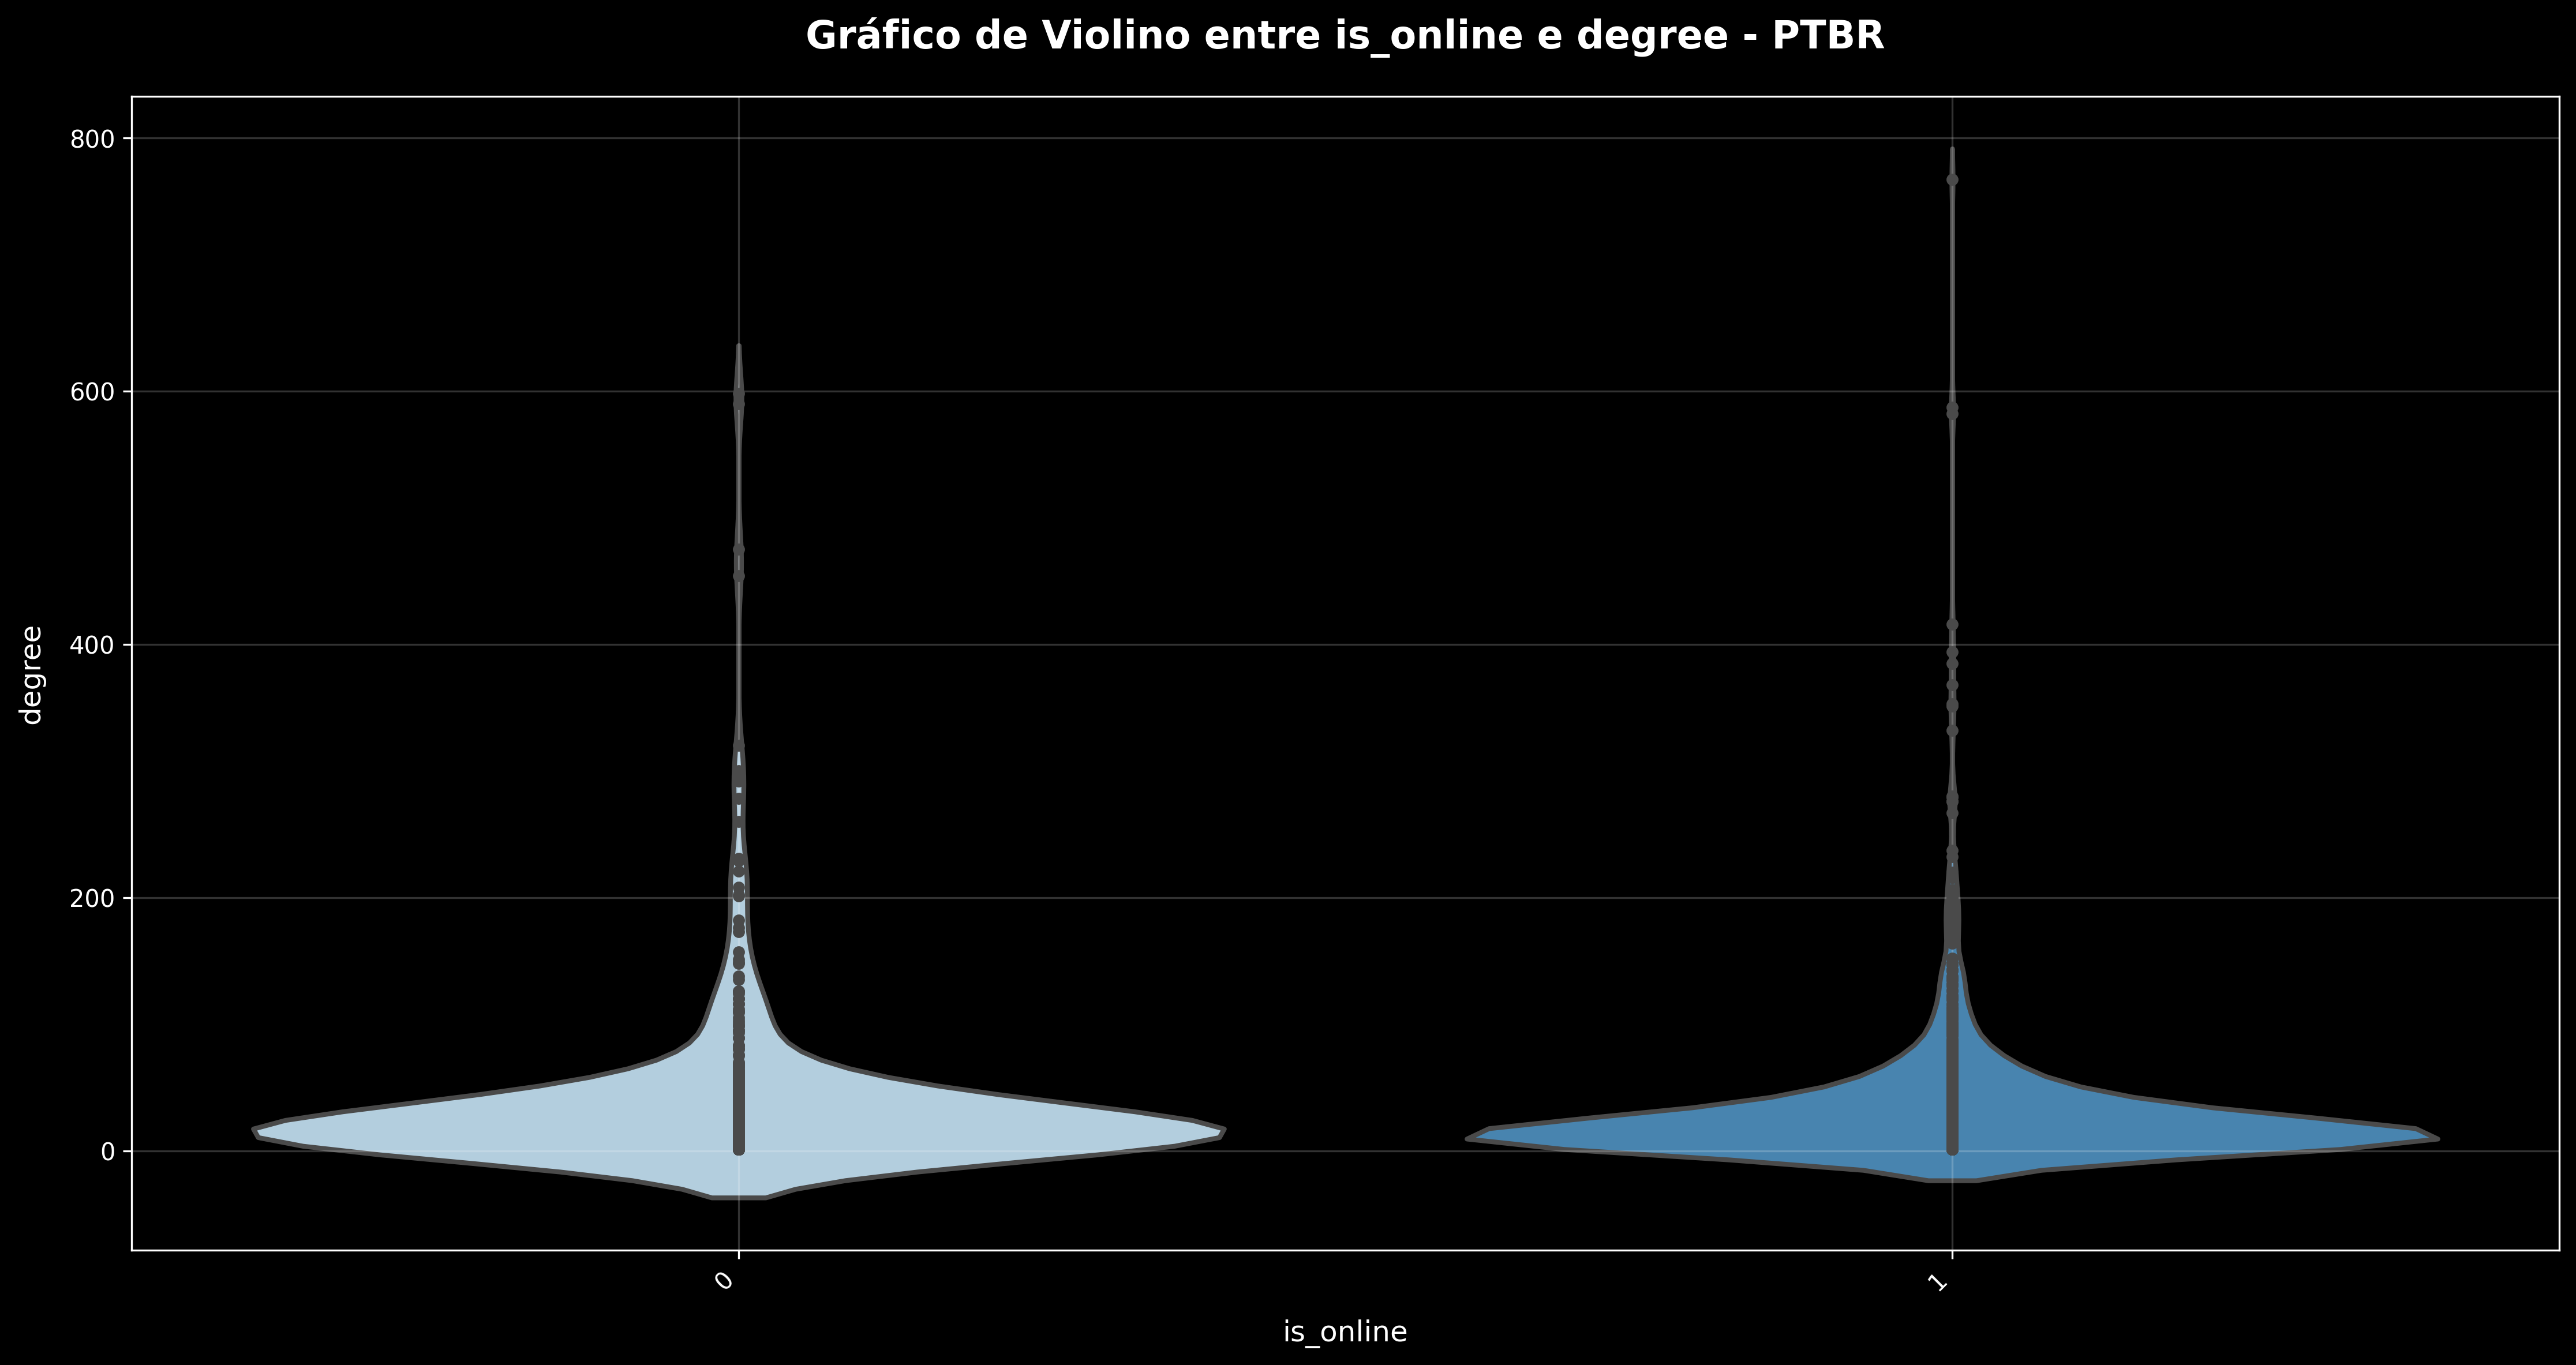 Gráfico de Violino entre is_online e degree - PTBR
degree
800
600
400
200
0
0
1
is_online